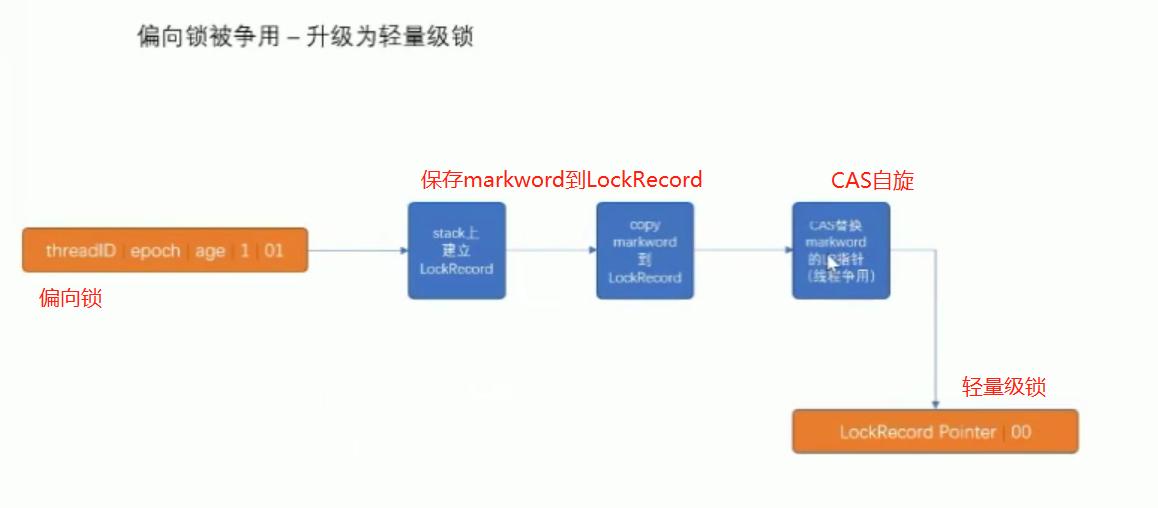 偏向锁被争用 – 升级为轻量级锁
保存markword到LockRecord
CAS自旋
threadID | epoch | age | 1 | 01
stack上
建立
LockRecord
copy
markword
到
LockRecord
CAS替换
markword
的LR指针
(线程争用)
偏向锁
轻量级锁
LockRecord Pointer | 00